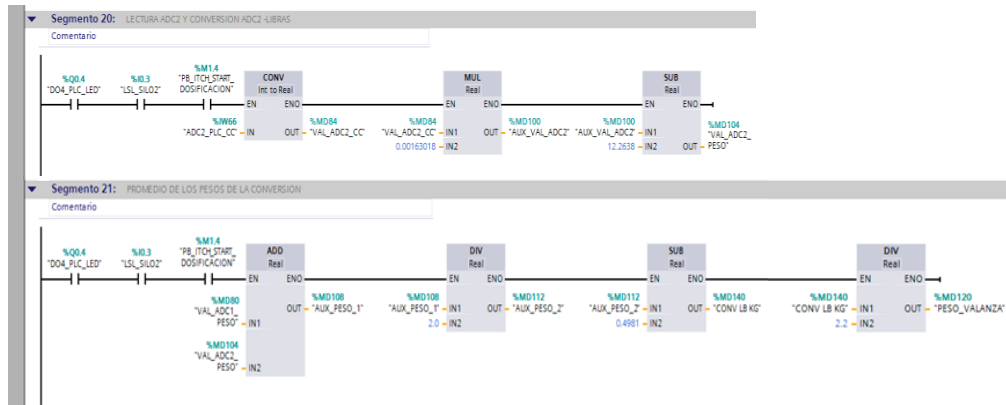 Segmento 20: LECTURA ADC2 Y CONVERSION ADC2 -LIBRAS
Comentario
%Q0.4
"DO4_PLC_LED"
%I0.3
"LSL_SILO2"
%M1.4
"PB_ITCH_START_
DOSIFICACION"
CONV
Int to Real
EN ENO
%IW66
"ADC2_PLC_CC" IN
OUT %MD84
"VAL_ADC2_CC"
MUL
Real
EN ENO
%MD84
"VAL_ADC2_CC" IN1
0.00163018 IN2
OUT %MD100
"AUX_VAL_ADC2"
SUB
Real
EN ENO
%MD100
"AUX_VAL_ADC2" IN1
12.2638 IN2
OUT %MD104
"VAL_ADC2_
PESO"
Segmento 21: PROMEDIO DE LOS PESOS DE LA CONVERSION
Comentario
%Q0.4
"DO4_PLC_LED"
%I0.3
"LSL_SILO2"
%M1.4
"PB_ITCH_START_
DOSIFICACION"
ADD
Real
EN ENO
%MD80
"VAL_ADC1_
PESO" IN1
%MD104
"VAL_ADC2_
PESO" IN2
OUT %MD108
"AUX_PESO_1"
DIV
Real
EN ENO
%MD108
"AUX_PESO_1" IN1
2.0 IN2
OUT %MD112
"AUX_PESO_2"
SUB
Real
EN ENO
%MD112
"AUX_PESO_2" IN1
0.4981 IN2
OUT %MD140
"CONV LB KG"
DIV
Real
EN ENO
%MD140
"CONV LB KG" IN1
2.2 IN2
OUT %MD120
"PESO_VALANZA"